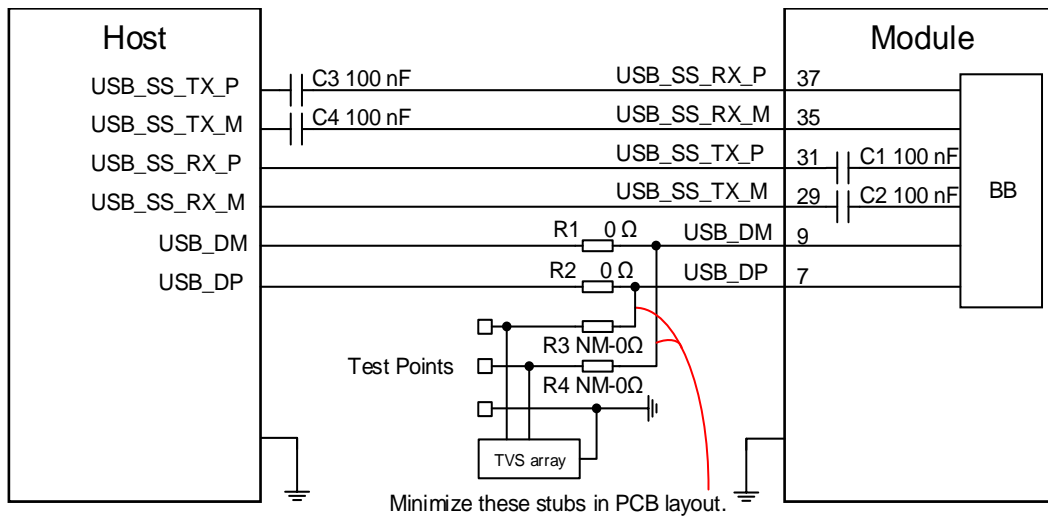 Host
Module
USB_SS_TX_P
C3 100 nF
USB_SS_RX_P
37
USB_SS_TX_M
C4 100 nF
USB_SS_RX_M
35
USB_SS_RX_P
USB_SS_TX_P
31
C1 100 nF
USB_SS_RX_M
USB_SS_TX_M
29
C2 100 nF
BB
USB_DM
R1 0 Ω
USB_DM
9
USB_DP
R2 0 Ω
USB_DP
7
R3 NM-0Ω
Test Points
R4 NM-0Ω
TVS array
Minimize these stubs in PCB layout.